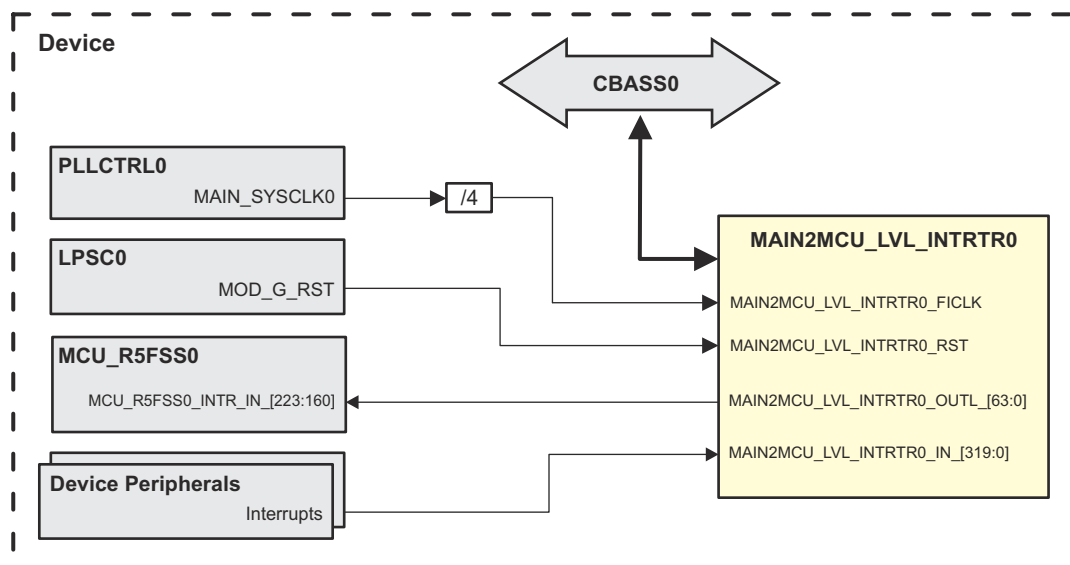 Device
CBASS0
PLLCTRL0
MAIN_SYSCLK0
/4
LPSC0
MOD_G_RST
MCU_R5FSS0
MCU_R5FSS0_INTR_IN_[223:160]
Device Peripherals
Interrupts
MAIN2MCU_LVL_INTRTR0
MAIN2MCU_LVL_INTRTR0_FICLK
MAIN2MCU_LVL_INTRTR0_RST
MAIN2MCU_LVL_INTRTR0_OUTL_[63:0]
MAIN2MCU_LVL_INTRTR0_IN_[319:0]